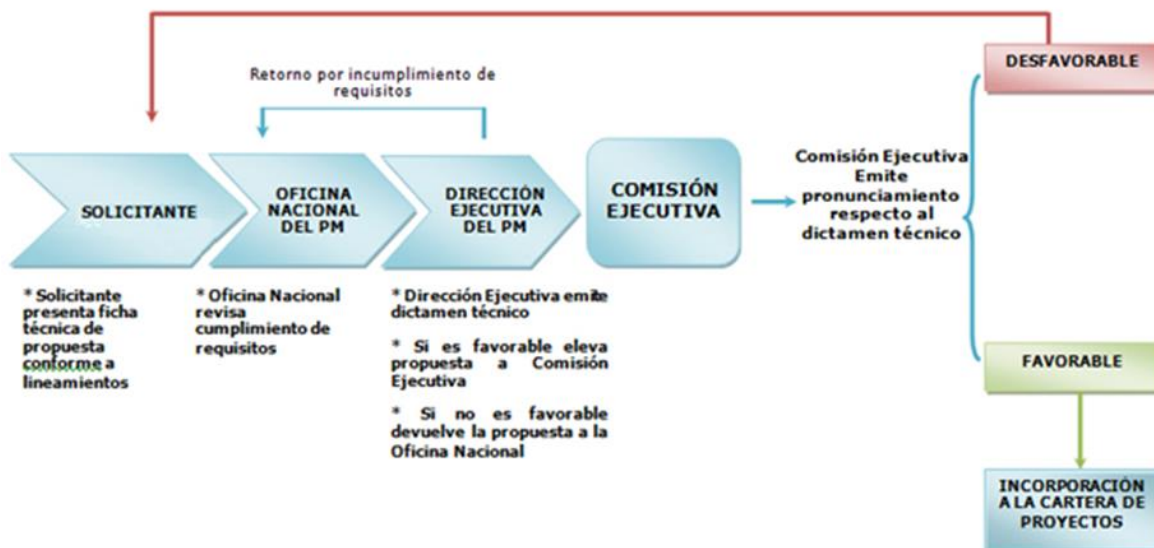 DESFAVORABLE
Retorno por incumplimiento de
requisitos
SOLICITANTE
OFICINA
NACIONAL
DEL PM
DIRECCIÓN
EJECUTIVA
DEL PM
COMISIÓN
EJECUTIVA
Comisión Ejecutiva
Emite
pronunciamiento
respecto al
dictamen técnico
* Solicitante
presenta ficha
técnica de
propuesta
conforme a
lineamientos
* Oficina Nacional
revisa
cumplimiento de
requisitos
* Dirección Ejecutiva emite
dictamen técnico
* Si es favorable eleva
propuesta a Comisión
Ejecutiva
* Si no es favorable
devuelve la propuesta a la
Oficina Nacional
FAVORABLE
INCORPORACIÓN
A LA CARTERA DE
PROYECTOS